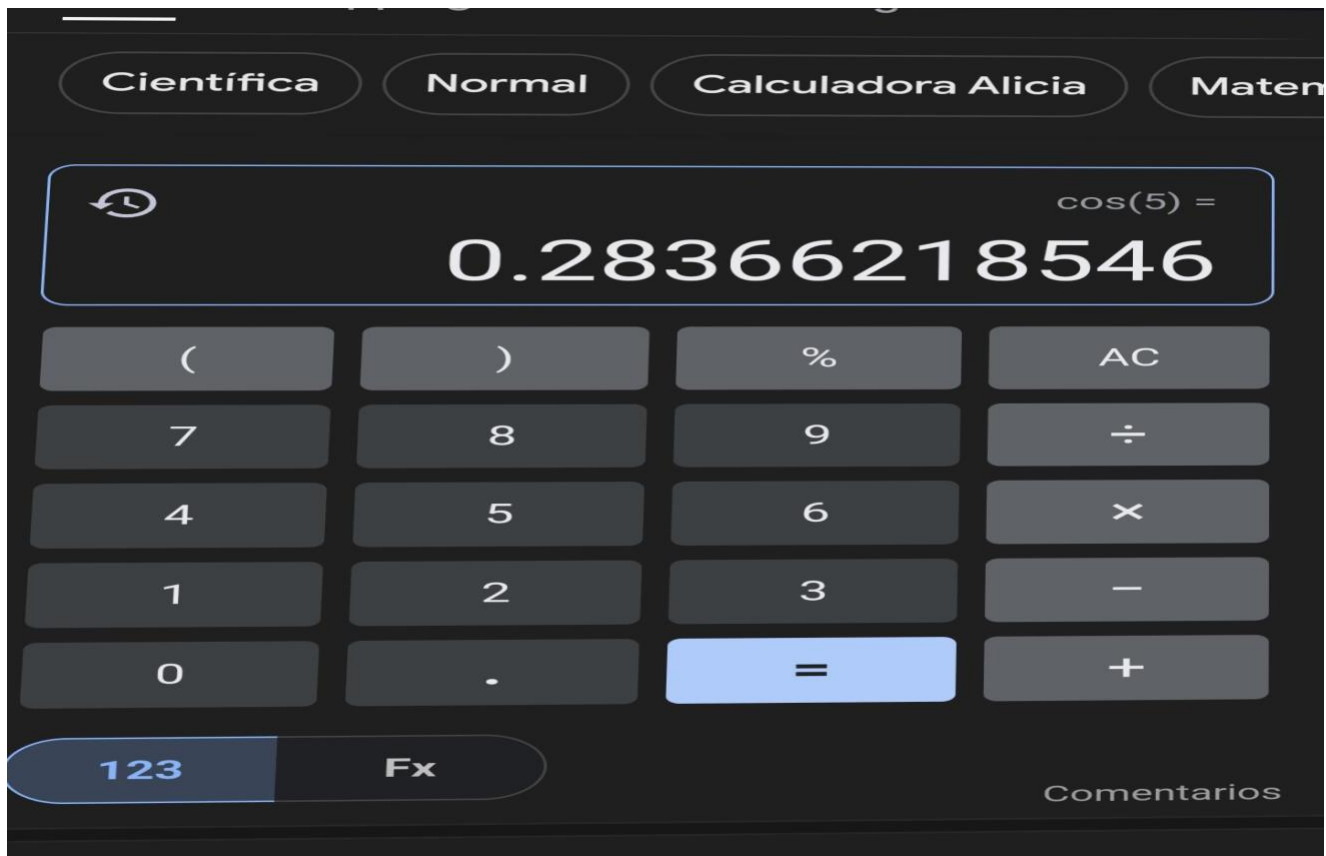 Científica Normal Calculadora Alicia Matem
cos(5) =
0.28366218546
( ) % AC
7 8 9 ÷
4 5 6 ×
1 2 3 −
0 . = +
123 Fx
Comentarios